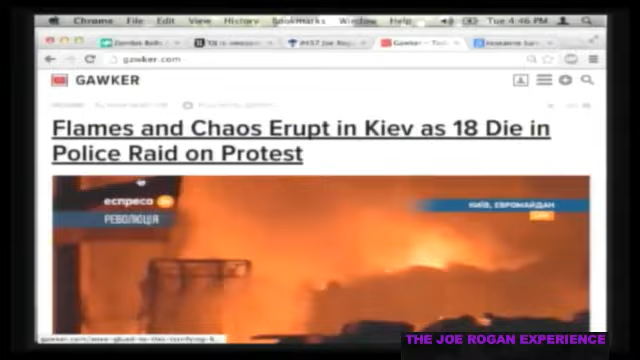 Chrome File Edit View History Bookmarks Window Help Tue 4:46 PM
Gawker
gawker.com
GAWKER
Flames and Chaos Erupt in Kiev as 18 Die in
Police Raid on Protest
еспресо
РЕВОЛЮЦІЯ
КИЇВ, ЄВРОМАЙДАН
THE JOE ROGAN EXPERIENCE